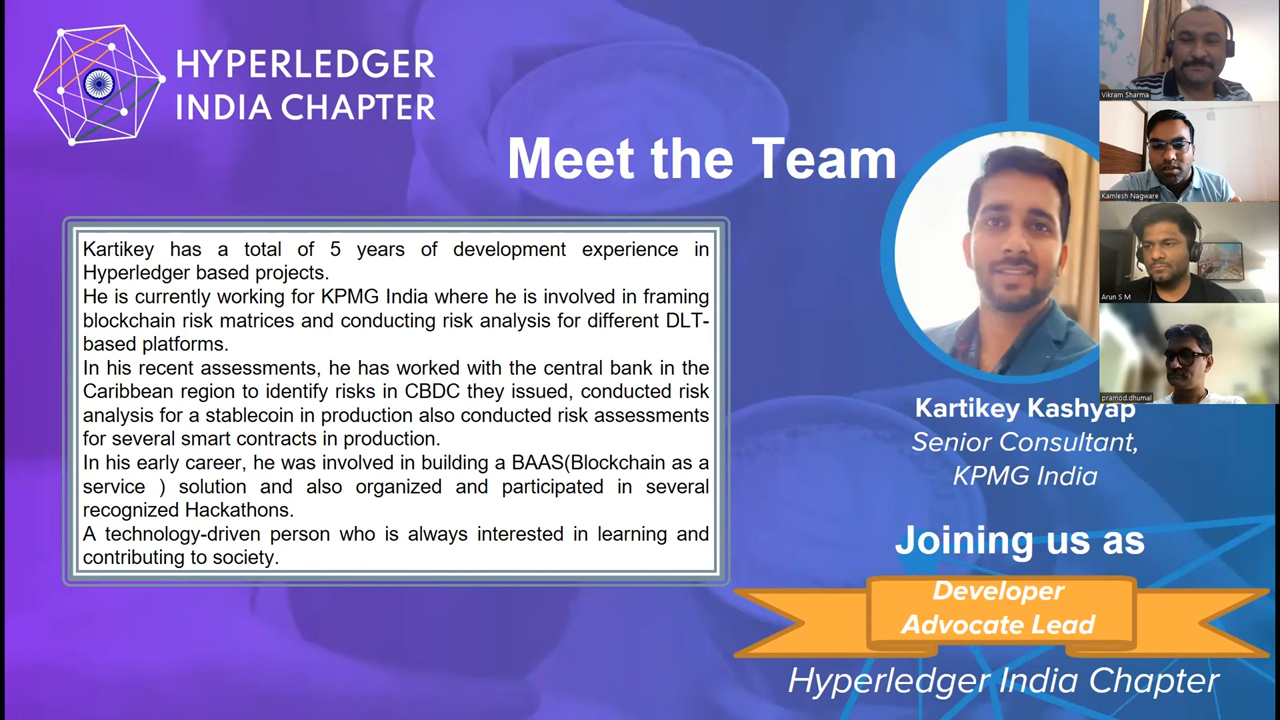 HYPERLEDGER
INDIA CHAPTER
Meet the Team
Kartikey has a total of 5 years of development experience in
Hyperledger based projects.
He is currently working for KPMG India where he is involved in framing
blockchain risk matrices and conducting risk analysis for different DLT-
based platforms.
In his recent assessments, he has worked with the central bank in the
Caribbean region to identify risks in CBDC they issued, conducted risk
analysis for a stablecoin in production also conducted risk assessments
for several smart contracts in production.
In his early career, he was involved in building a BAAS(Blockchain as a
service ) solution and also organized and participated in several
recognized Hackathons.
A technology-driven person who is always interested in learning and
contributing to society.
Kartikey Kashyap
Senior Consultant,
KPMG India
Joining us as
Developer
Advocate Lead
Hyperledger India Chapter
Vikram Sharma
Kamlesh Nagware
Arun S M
pramod.dhumal